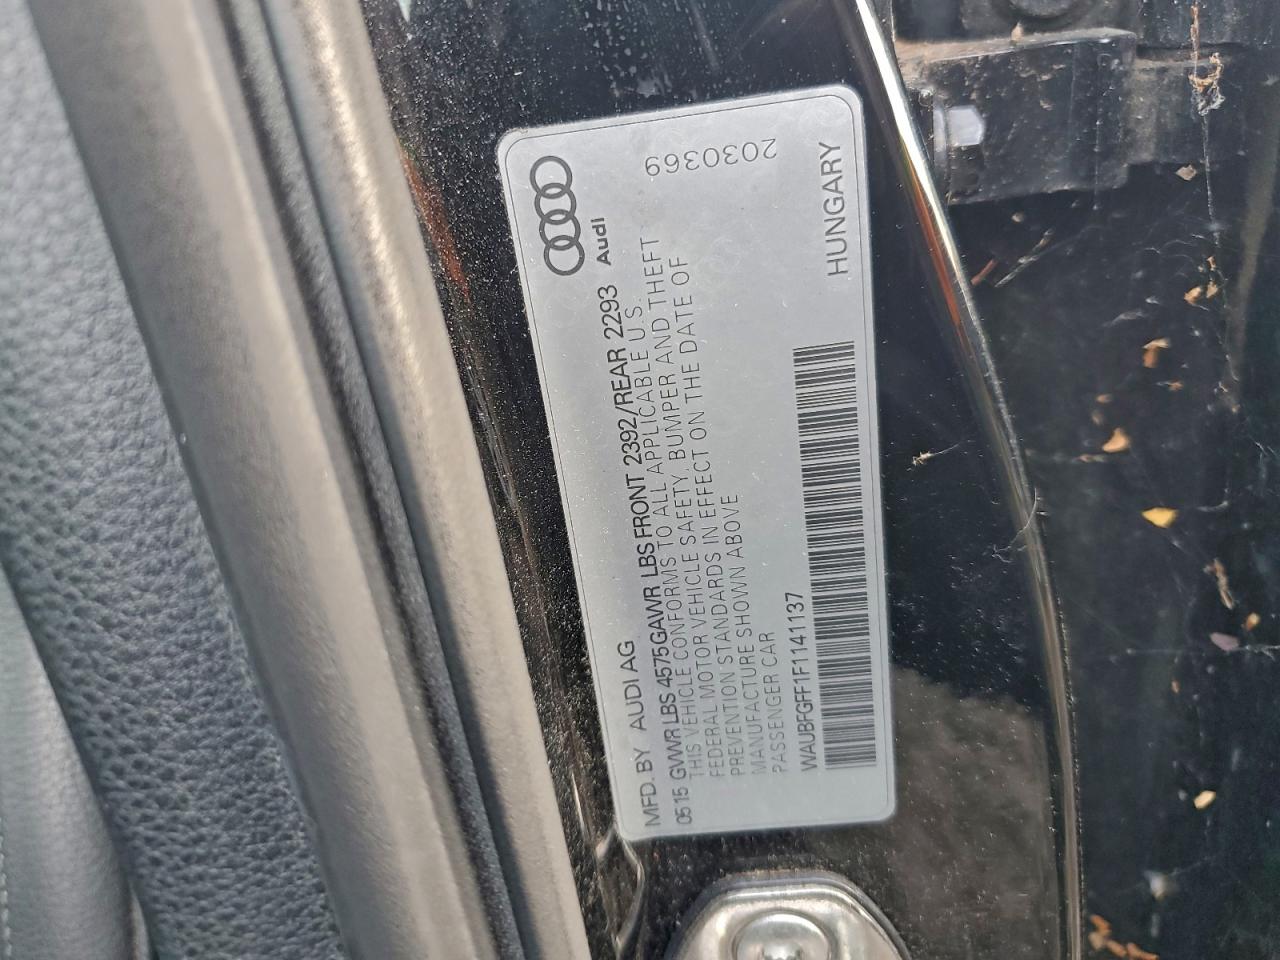 MFD. BY AUDI AG
Audi
0515 GVWR LBS 4575GAWR LBS FRONT 2392/REAR 2293
THIS VEHICLE CONFORMS TO ALL APPLICABLE U.S.
FEDERAL MOTOR VEHICLE SAFETY, BUMPER AND THEFT
PREVENTION STANDARDS IN EFFECT ON THE DATE OF
MANUFACTURE SHOWN ABOVE
PASSENGER CAR
2030369
WAUBFGFF1F1141137
HUNGARY